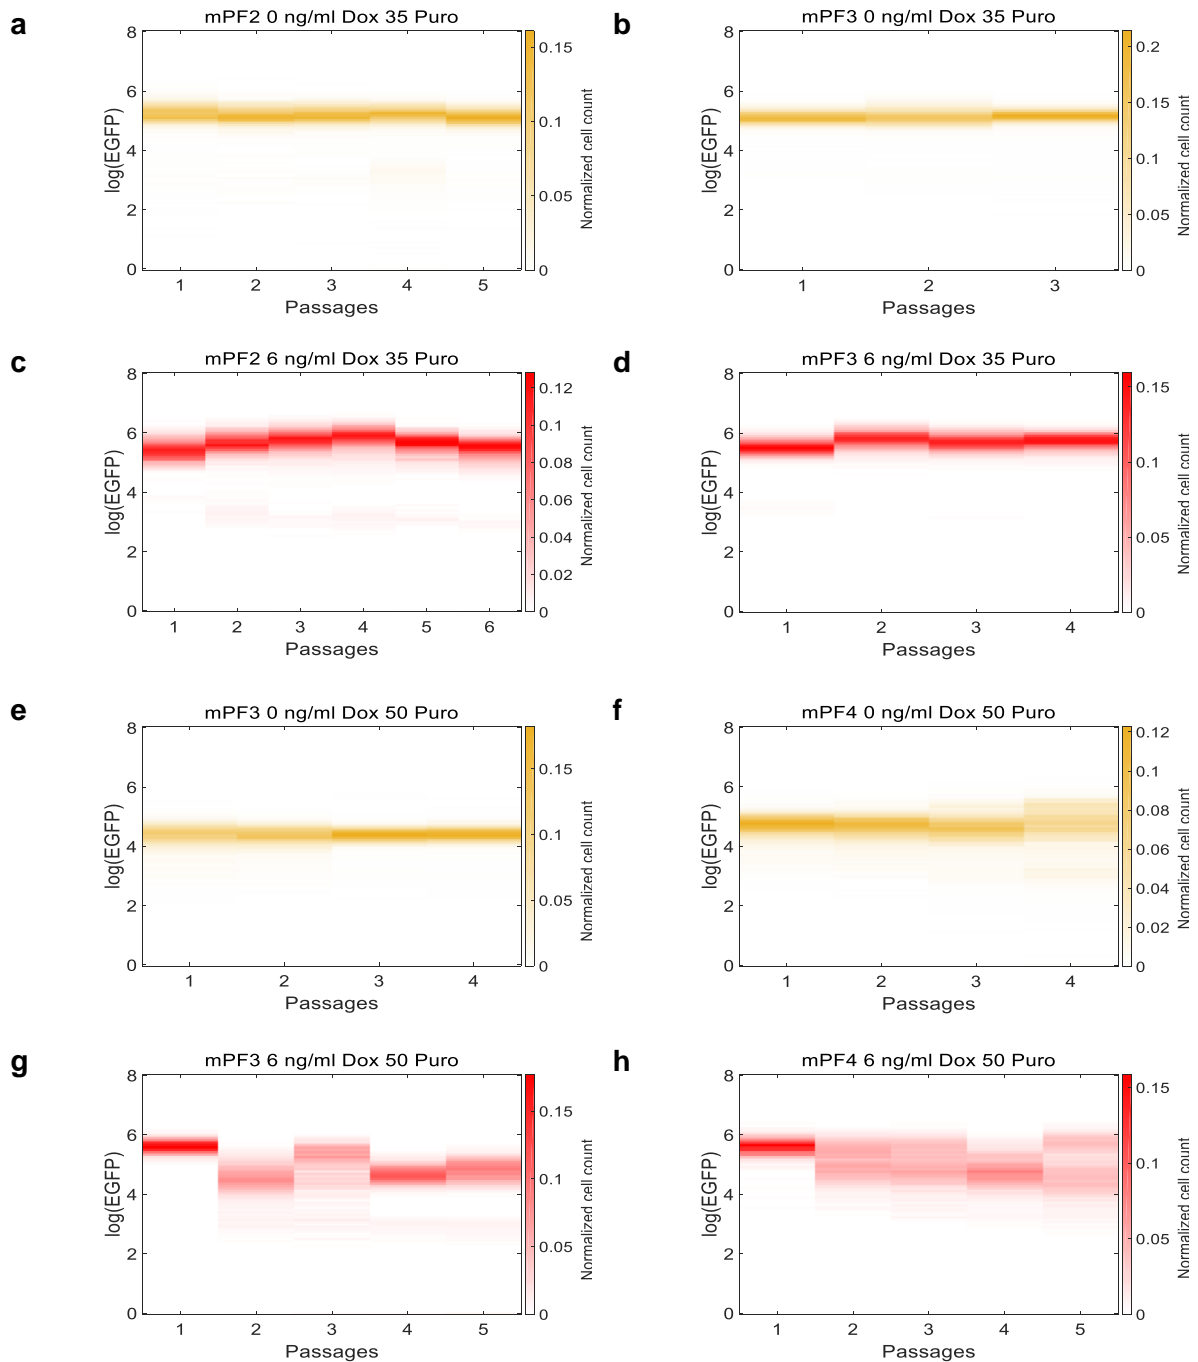 a
mPF2 0 ng/ml Dox 35 Puro
8
6
4
2
0
log(EGFP)
1 2 3 4 5
Passages
0.15
0.1
0.05
0
Normalized cell count
b
mPF3 0 ng/ml Dox 35 Puro
8
6
4
2
0
log(EGFP)
1 2 3
Passages
0.2
0.15
0.1
0.05
0
Normalized cell count
c
mPF2 6 ng/ml Dox 35 Puro
8
6
4
2
0
log(EGFP)
1 2 3 4 5 6
Passages
0.12
0.1
0.08
0.06
0.04
0.02
0
Normalized cell count
d
mPF3 6 ng/ml Dox 35 Puro
8
6
4
2
0
log(EGFP)
1 2 3 4
Passages
0.15
0.1
0.05
0
Normalized cell count
e
mPF3 0 ng/ml Dox 50 Puro
8
6
4
2
0
log(EGFP)
1 2 3 4
Passages
0.15
0.1
0.05
0
Normalized cell count
f
mPF4 0 ng/ml Dox 50 Puro
8
6
4
2
0
log(EGFP)
1 2 3 4
Passages
0.12
0.1
0.08
0.06
0.04
0.02
0
Normalized cell count
g
mPF3 6 ng/ml Dox 50 Puro
8
6
4
2
0
log(EGFP)
1 2 3 4 5
Passages
0.15
0.1
0.05
0
Normalized cell count
h
mPF4 6 ng/ml Dox 50 Puro
8
6
4
2
0
log(EGFP)
1 2 3 4 5
Passages
0.15
0.1
0.05
0
Normalized cell count